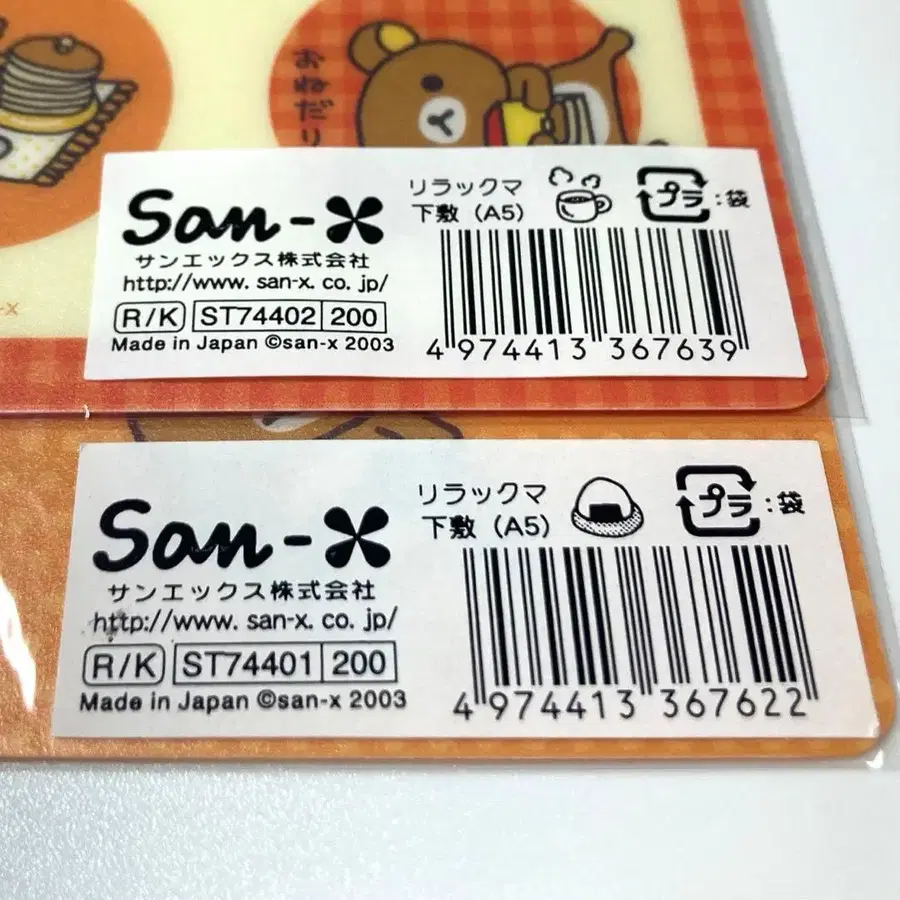 おねだり
San-X
サンエックス株式会社
http://www. san-x. co. jp/
R/K ST74402 200
Made in Japan ©san-x 2003
リラックマ
下敷 (A5)
プラ :袋
4 974413 367639
-x
San-X
サンエックス株式会社
http://www. san-x. co. jp/
R/K ST74401 200
Made in Japan ©san-x 2003
リラックマ
下敷 (A5)
プラ :袋
4 974413 367622